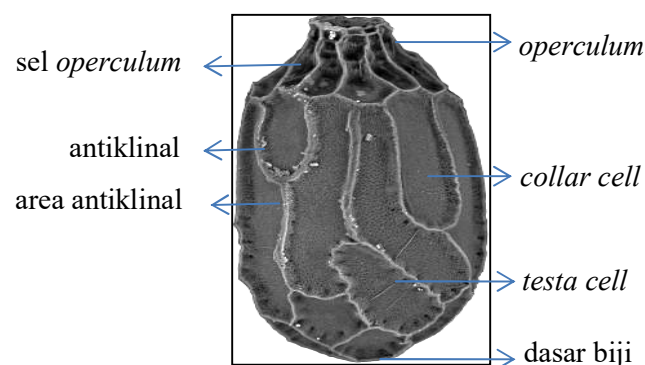 sel operculum
operculum
antiklinal
area antiklinal
collar cell
testa cell
dasar biji